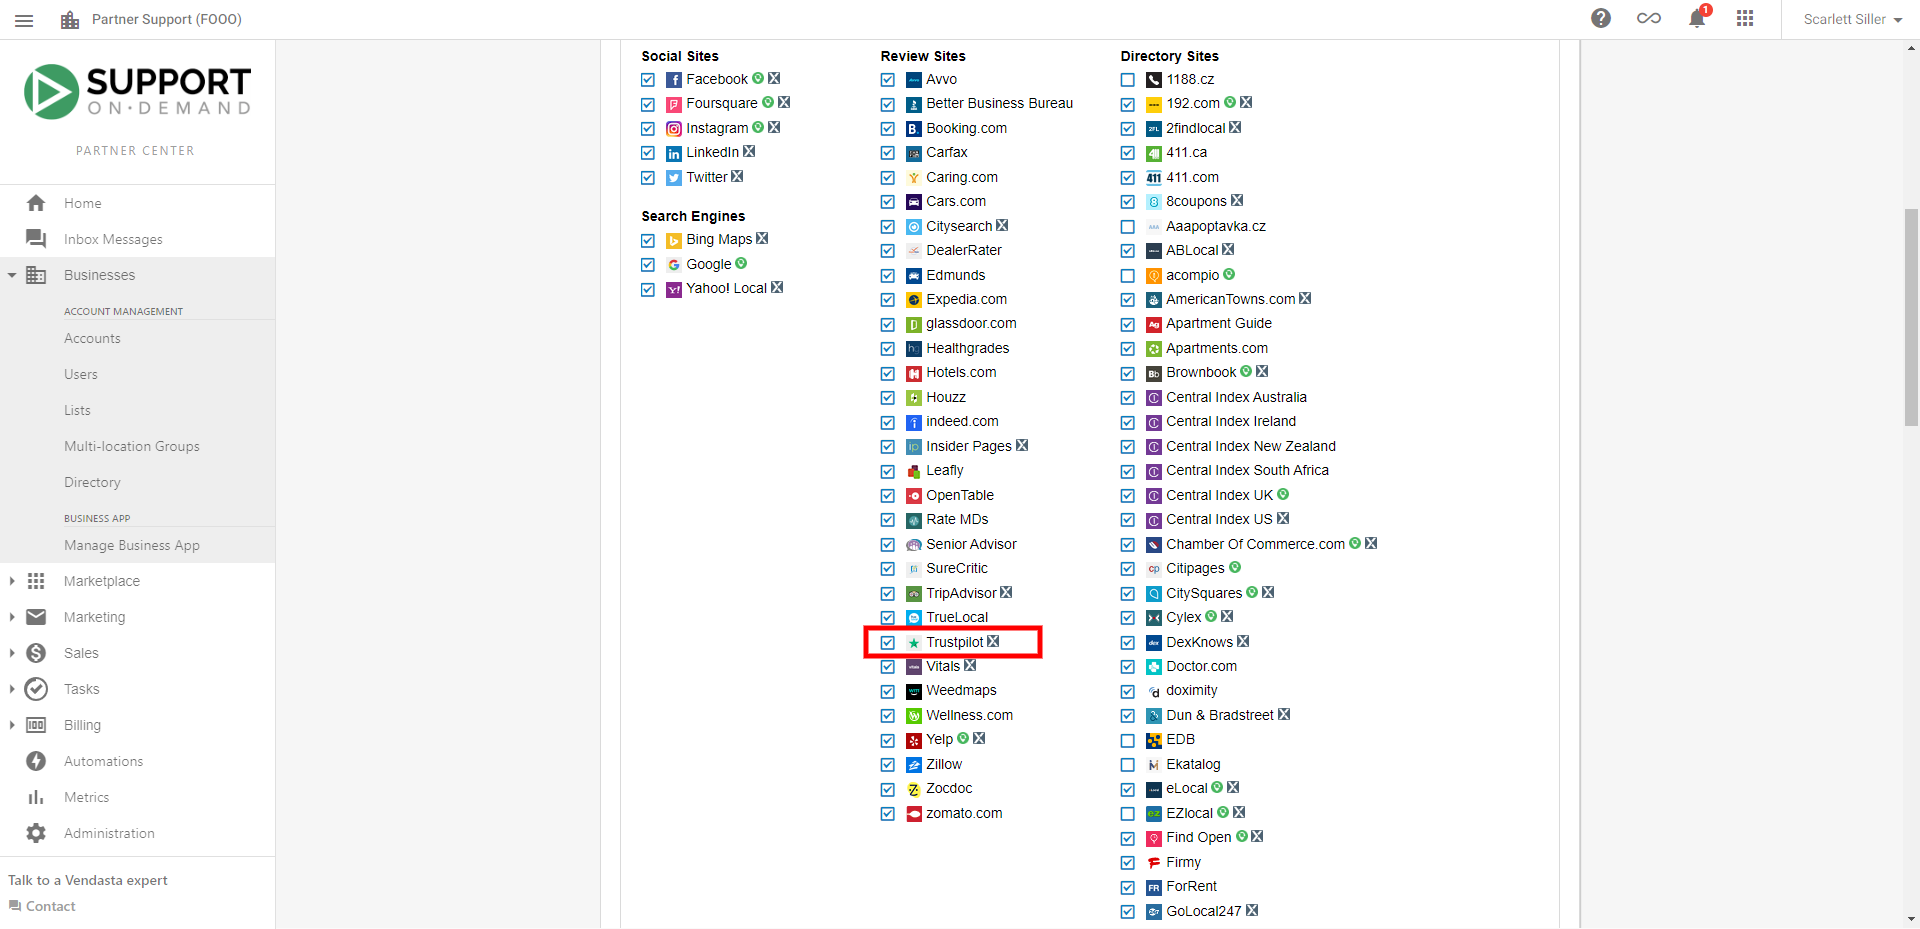 Partner Support (FOOO)
1
Scarlett Siller
SUPPORT
ON·DEMAND
PARTNER CENTER
Home
Inbox Messages
Businesses
ACCOUNT MANAGEMENT
Accounts
Users
Lists
Multi-location Groups
Directory
BUSINESS APP
Manage Business App
Marketplace
Marketing
Sales
Tasks
Billing
Automations
Metrics
Administration
Talk to a Vendasta expert
Contact
Social Sites
Facebook
Foursquare
Instagram
LinkedIn
Twitter
Search Engines
Bing Maps
Google
Yahoo! Local
Review Sites
Avvo
Better Business Bureau
Booking.com
Carfax
Caring.com
Cars.com
Citysearch
DealerRater
Edmunds
Expedia.com
glassdoor.com
Healthgrades
Hotels.com
Houzz
indeed.com
Insider Pages
Leafly
OpenTable
Rate MDs
Senior Advisor
SureCritic
TripAdvisor
TrueLocal
Trustpilot
Vitals
Weedmaps
Wellness.com
Yelp
Zillow
Zocdoc
zomato.com
Directory Sites
1188.cz
192.com
2findlocal
411.ca
411.com
8coupons
Aaapoptavka.cz
ABLocal
acompio
AmericanTowns.com
Apartment Guide
Apartments.com
Brownbook
Central Index Australia
Central Index Ireland
Central Index New Zealand
Central Index South Africa
Central Index UK
Central Index US
Chamber Of Commerce.com
Citipages
CitySquares
Cylex
DexKnows
Doctor.com
doximity
Dun & Bradstreet
EDB
Ekatalog
eLocal
EZlocal
Find Open
Firmy
ForRent
GoLocal247